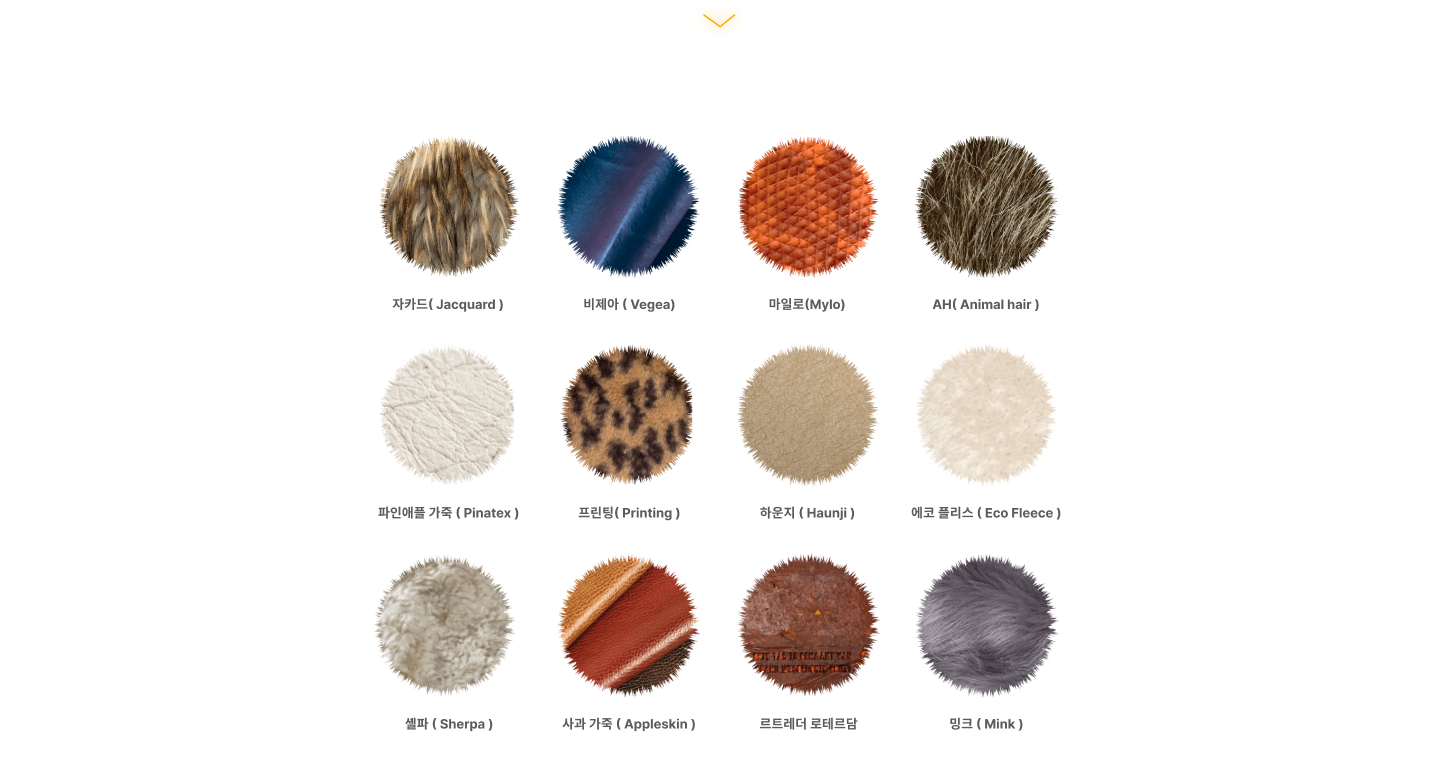 자카드( Jacquard )
비제아 ( Vegea)
마일로(Mylo)
AH( Animal hair )
파인애플 가죽 ( Pinatex )
프린팅( Printing )
하운지 ( Haunji )
에코 플리스 ( Eco Fleece )
셀파 ( Sherpa )
사과 가죽 ( Appleskin )
르트레더 로테르담
밍크 ( Mink )